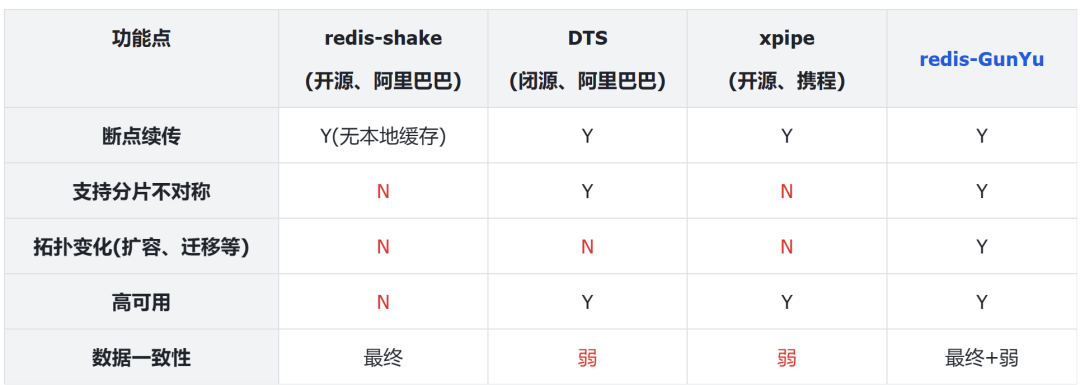 功能点 redis-shake DTS xpipe redis-GunYu
(开源、阿里巴巴) (闭源、阿里巴巴) (开源、携程)
断点续传 Y(无本地缓存) Y Y Y
支持分片不对称 N Y N Y
拓扑变化(扩容、迁移等) N N N Y
高可用 N Y Y Y
数据一致性 最终 弱 弱 最终+弱